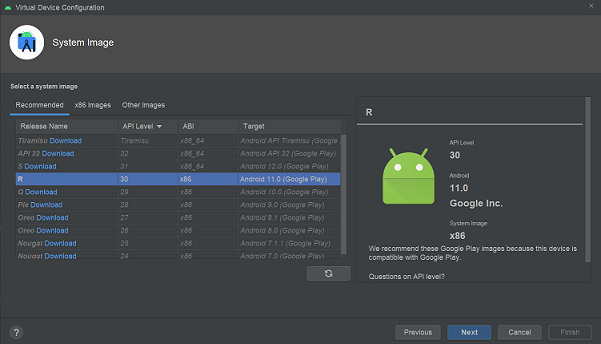 Virtual Device Configuration
System Image
Select a system image
Recommended x86 Images Other Images
Release Name API Level ABI Target
Tiramisu Download Tiramisu x86_64 Android API Tiramisu (Google
API 32 Download 32 x86_64 Android API 32 (Google Play)
S Download 31 x86_64 Android 12.0 (Google Play)
R 30 x86 Android 11.0 (Google Play)
Q Download 29 x86 Android 10.0 (Google Play)
Pie Download 28 x86 Android 9.0 (Google Play)
Oreo Download 27 x86 Android 8.1 (Google Play)
Oreo Download 26 x86 Android 8.0 (Google Play)
Nougat Download 25 x86 Android 7.1.1 (Google Play)
Nougat Download 24 x86 Android 7.0 (Google Play)
R
API Level
30
Android
11.0
Google Inc.
System Image
x86
We recommend these Google Play images because this device is
compatible with Google Play.
Questions on API level?
? Previous Next Cancel Finish